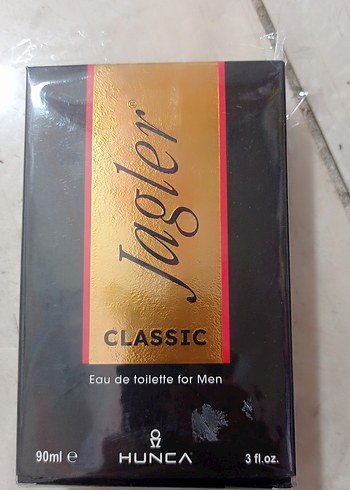 Jagler®
CLASSIC
Eau de toilette for Men
90ml ℮ HUNCA 3 fl.oz.